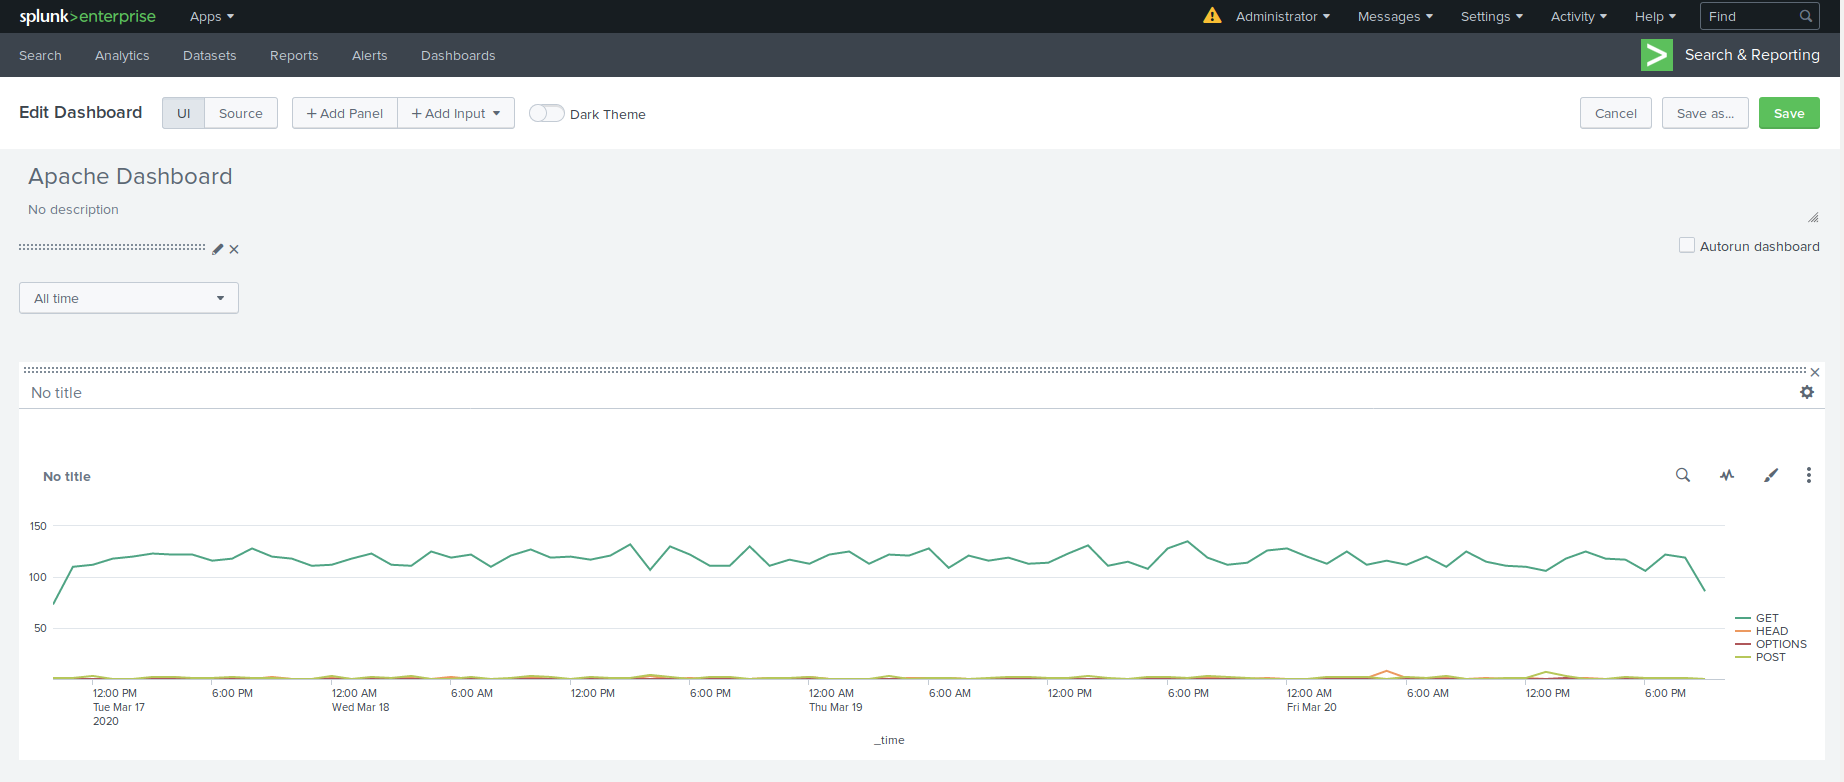 splunk>enterprise Apps Administrator Messages Settings Activity Help Find
Search Analytics Datasets Reports Alerts Dashboards Search & Reporting
Edit Dashboard UI Source + Add Panel + Add Input Dark Theme Cancel Save as... Save
Apache Dashboard
No description
Autorun dashboard
All time
No title
No title
150
100
50
GET
HEAD
OPTIONS
POST
12:00 PM 6:00 PM 12:00 AM 6:00 AM 12:00 PM 6:00 PM 12:00 AM 6:00 AM 12:00 PM 6:00 PM 12:00 AM 6:00 AM 12:00 PM 6:00 PM
Tue Mar 17 Wed Mar 18 Thu Mar 19 Fri Mar 20
2020
_time